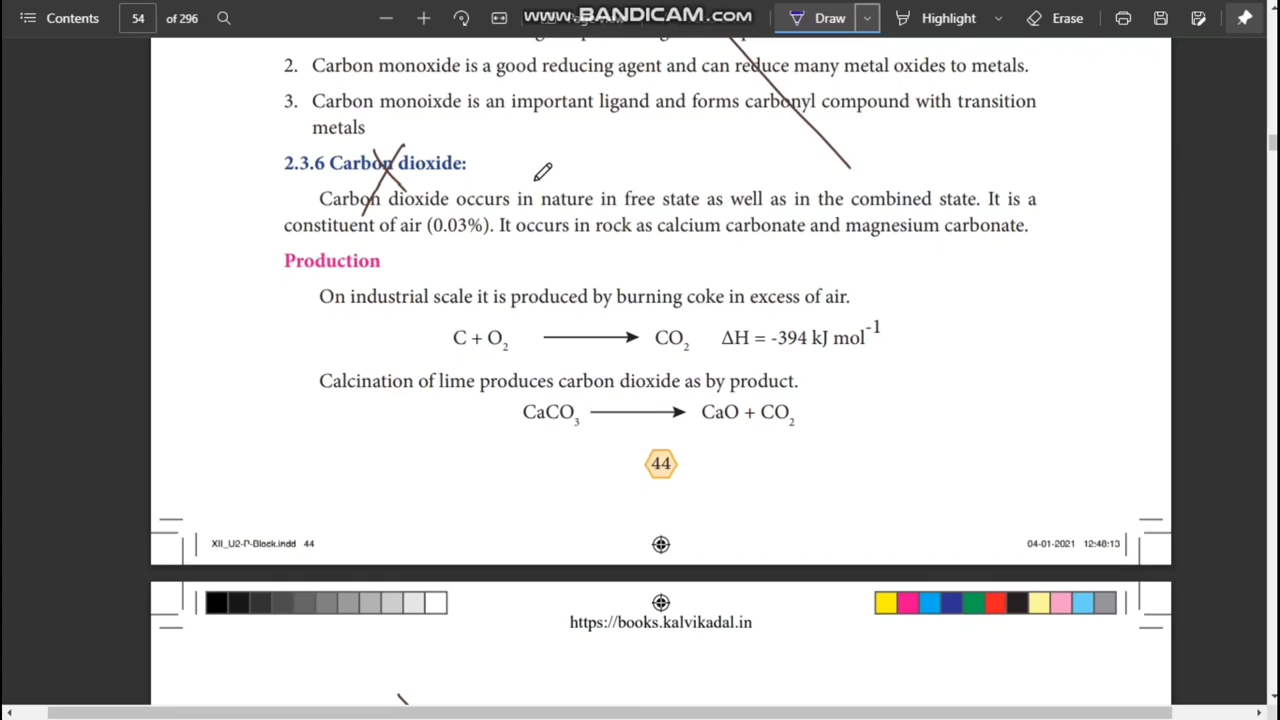 Contents 54 of 296 WWW.BANDICAM.COM Draw Highlight Erase
2. Carbon monoxide is a good reducing agent and can reduce many metal oxides to metals.
3. Carbon monoixde is an important ligand and forms carbonyl compound with transition
metals
2.3.6 Carbon dioxide:
Carbon dioxide occurs in nature in free state as well as in the combined state. It is a
constituent of air (0.03%). It occurs in rock as calcium carbonate and magnesium carbonate.
Production
On industrial scale it is produced by burning coke in excess of air.
C + O₂ ⟶ CO₂ ΔH = -394 kJ mol⁻¹
Calcination of lime produces carbon dioxide as by product.
CaCO₃ ⟶ CaO + CO₂
44
XII_U2-P-Block.indd 44 04-01-2021 12:48:13
https://books.kalvikadal.in